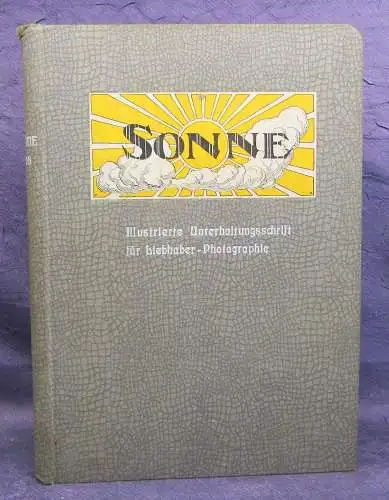 SONNE
Illustrierte Unterhaltungsschrift
für Liebhaber-Photographie